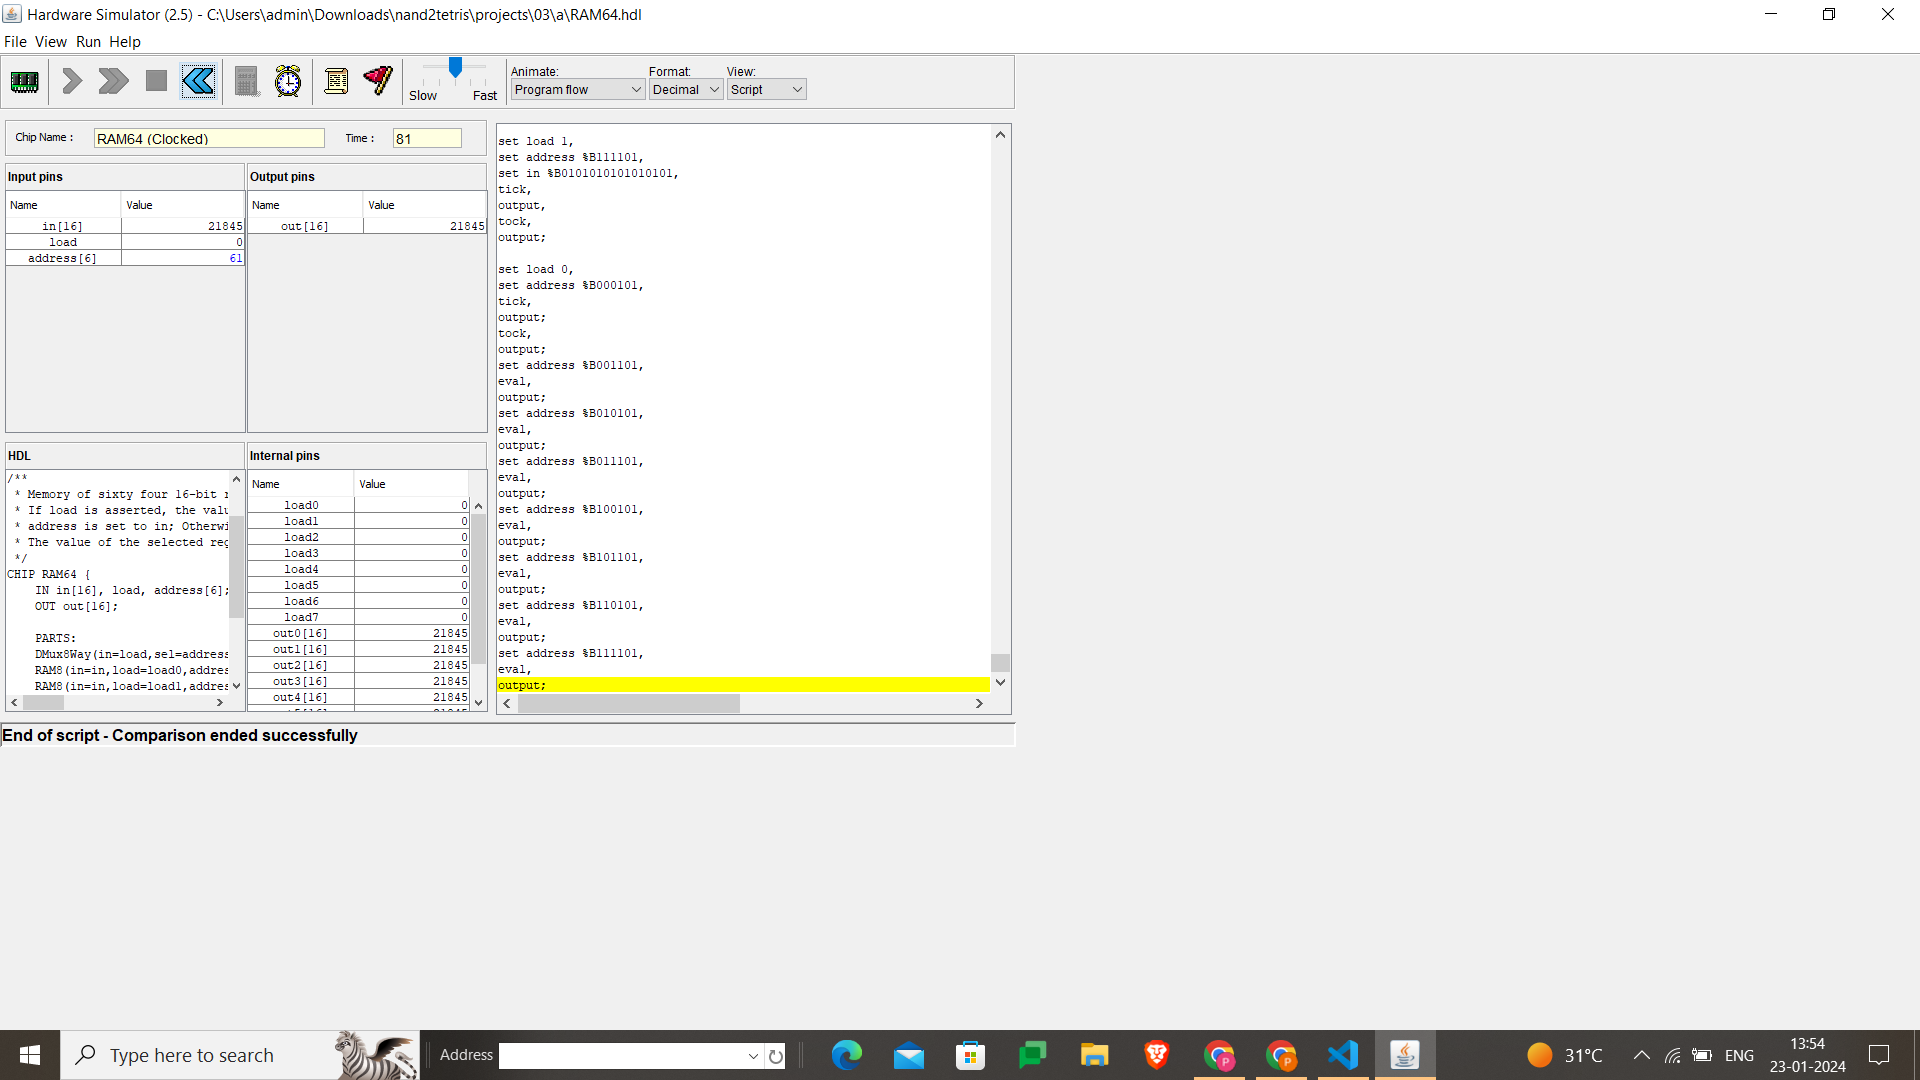 Hardware Simulator (2.5) - C:\Users\admin\Downloads\nand2tetris\projects\03\a\RAM64.hdl
File View Run Help
Slow Fast
Animate: Format: View:
Program flow Decimal Script
Chip Name : RAM64 (Clocked) Time : 81
Input pins
Name Value
in[16] 21845
load 0
address[6] 61
Output pins
Name Value
out[16] 21845
HDL
/**
* Memory of sixty four 16-bit r
* If load is asserted, the valu
* address is set to in; Otherwi
* The value of the selected reg
*/
CHIP RAM64 {
IN in[16], load, address[6];
OUT out[16];
PARTS:
DMux8Way(in=load,sel=address
RAM8(in=in,load=load0,addres
RAM8(in=in,load=load1,addres
Internal pins
Name Value
load0 0
load1 0
load2 0
load3 0
load4 0
load5 0
load6 0
load7 0
out0[16] 21845
out1[16] 21845
out2[16] 21845
out3[16] 21845
out4[16] 21845
set load 1,
set address %B111101,
set in %B0101010101010101,
tick,
output,
tock,
output;
set load 0,
set address %B000101,
tick,
output;
tock,
output;
set address %B001101,
eval,
output;
set address %B010101,
eval,
output;
set address %B011101,
eval,
output;
set address %B100101,
eval,
output;
set address %B101101,
eval,
output;
set address %B110101,
eval,
output;
set address %B111101,
eval,
output;
End of script - Comparison ended successfully
Type here to search
Address
31°C
ENG
13:54
23-01-2024